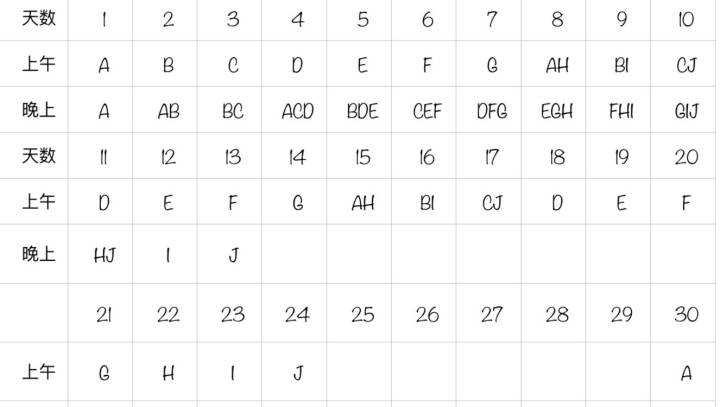 天数 1 2 3 4 5 6 7 8 9 10
上午 A B C D E F G AH BI CJ
晚上 A AB BC ACD BDE CEF DFG EGH FHI GIJ
天数 11 12 13 14 15 16 17 18 19 20
上午 D E F G AH BI CJ D E F
晚上 HJ I J
21 22 23 24 25 26 27 28 29 30
上午 G H I J A